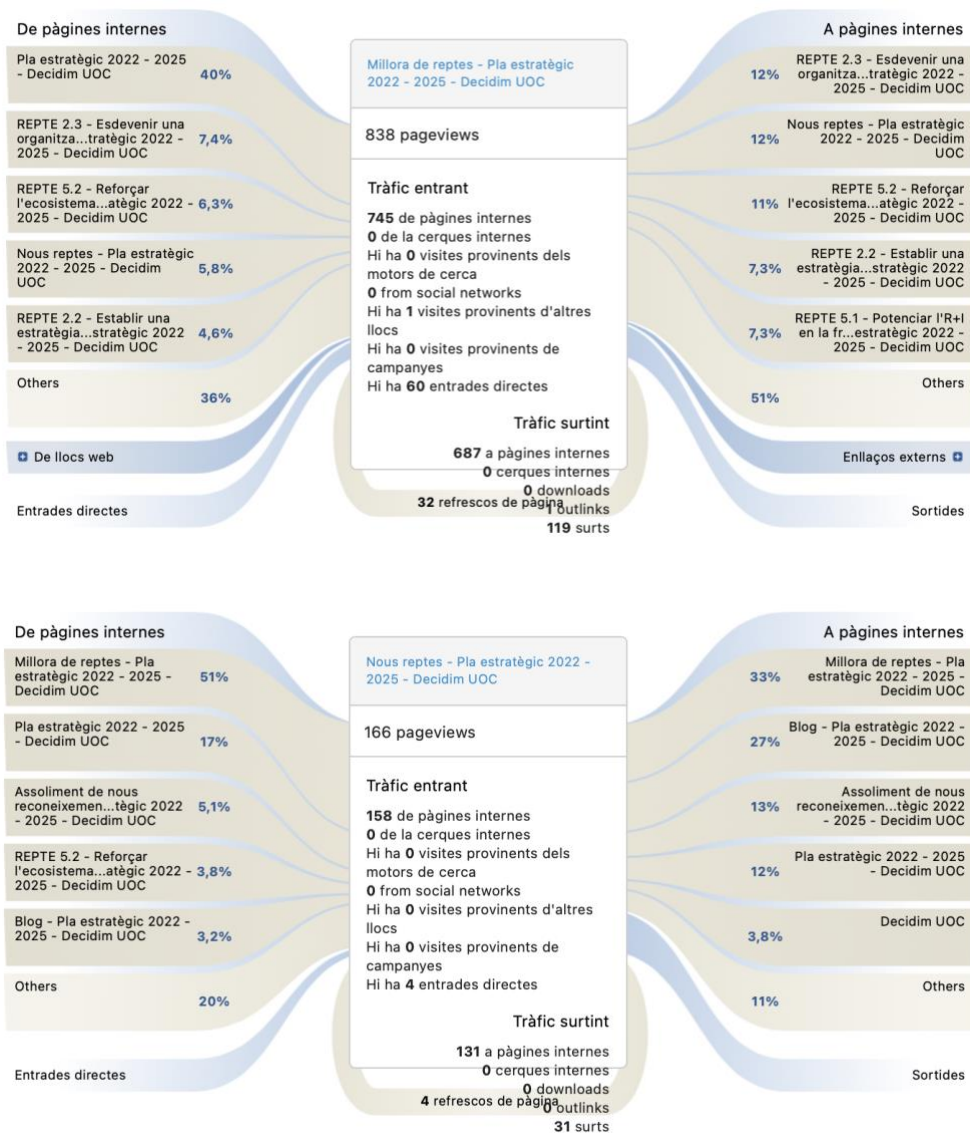 De pàgines internes
Pla estratègic 2022 - 2025
- Decidim UOC
40%
REPTE 2.3 - Esdevenir una
organitza...tratègic 2022
- 2025 - Decidim UOC
7,4%
REPTE 5.2 - Reforçar
l'ecosistema...atègic 2022 -
2025 - Decidim UOC
6,3%
Nous reptes - Pla estratègic
2022 - 2025 - Decidim
UOC
5,8%
REPTE 2.2 - Establir una
estratègia...stratègic 2022
- 2025 - Decidim UOC
4,6%
Others
36%
De llocs web
Entrades directes
Millora de reptes - Pla estratègic
2022 - 2025 - Decidim UOC
838 pageviews
Tràfic entrant
745 de pàgines internes
0 de la cerques internes
Hi ha 0 visites provinents dels
motors de cerca
0 from social networks
Hi ha 1 visites provinents d'altres
llocs
Hi ha 0 visites provinents de
campanyes
Hi ha 60 entrades directes
Tràfic surtint
687 a pàgines internes
0 cerques internes
0 downloads
1 outlinks
119 surts
32 refrescos de pàgina
A pàgines internes
12%
REPTE 2.3 - Esdevenir una
organitza...tratègic 2022 -
2025 - Decidim UOC
12%
Nous reptes - Pla estratègic
2022 - 2025 - Decidim
UOC
11%
REPTE 5.2 - Reforçar
l'ecosistema...atègic 2022 -
2025 - Decidim UOC
7,3%
REPTE 2.2 - Establir una
estratègia...stratègic 2022
- 2025 - Decidim UOC
7,3%
REPTE 5.1 - Potenciar l'R+I
en la fr...estratègic 2022 -
2025 - Decidim UOC
51%
Others
Enllaços externs
Sortides
De pàgines internes
Millora de reptes - Pla
estratègic 2022 - 2025 -
Decidim UOC
51%
Pla estratègic 2022 - 2025
- Decidim UOC
17%
Assoliment de nous
reconeixemen...tègic 2022
- 2025 - Decidim UOC
5,1%
REPTE 5.2 - Reforçar
l'ecosistema...atègic 2022 -
2025 - Decidim UOC
3,8%
Blog - Pla estratègic 2022 -
2025 - Decidim UOC
3,2%
Others
20%
Entrades directes
Nous reptes - Pla estratègic 2022 -
2025 - Decidim UOC
166 pageviews
Tràfic entrant
158 de pàgines internes
0 de la cerques internes
Hi ha 0 visites provinents dels
motors de cerca
0 from social networks
Hi ha 0 visites provinents d'altres
llocs
Hi ha 0 visites provinents de
campanyes
Hi ha 4 entrades directes
Tràfic surtint
131 a pàgines internes
0 cerques internes
0 downloads
0 outlinks
31 surts
4 refrescos de pàgina
A pàgines internes
33%
Millora de reptes - Pla
estratègic 2022 - 2025 -
Decidim UOC
27%
Blog - Pla estratègic 2022 -
2025 - Decidim UOC
13%
Assoliment de nous
reconeixemen...tègic 2022
- 2025 - Decidim UOC
12%
Pla estratègic 2022 - 2025
- Decidim UOC
3,8%
Decidim UOC
11%
Others
Sortides